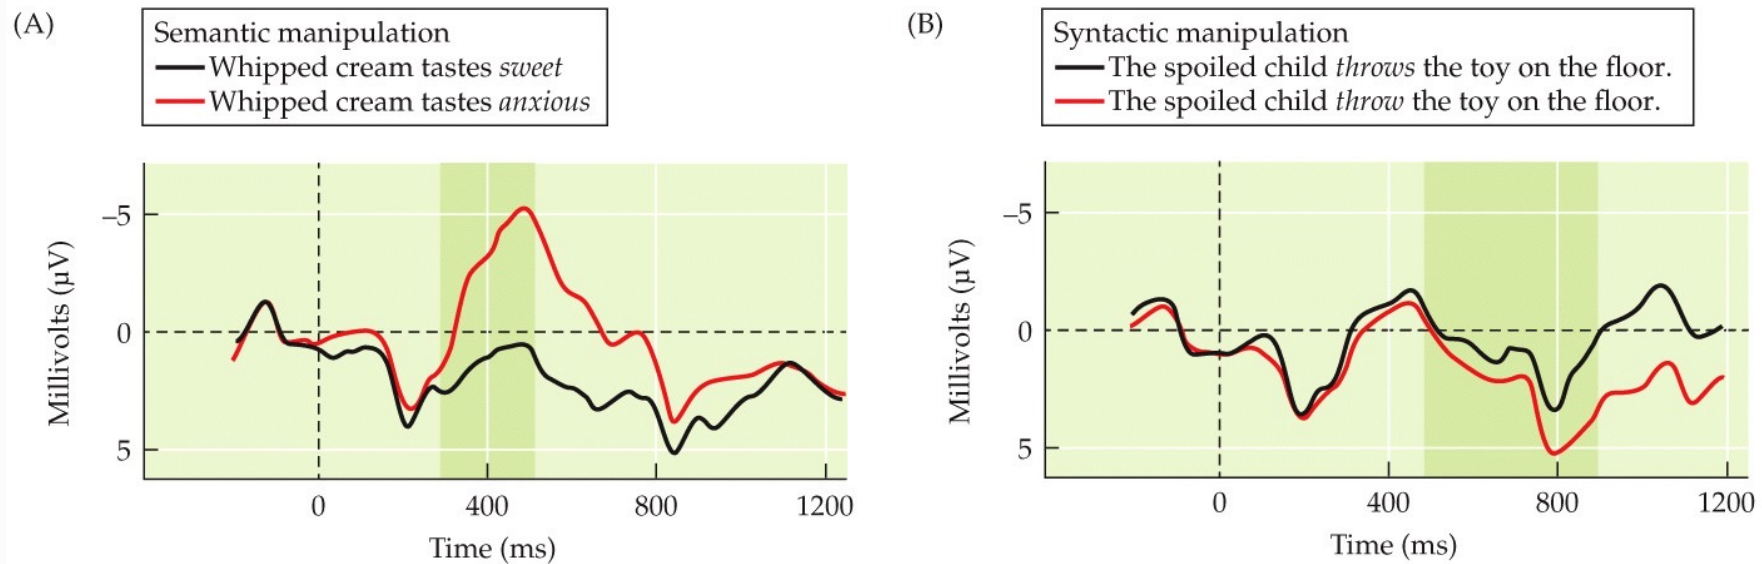 (A)
Semantic manipulation
Whipped cream tastes sweet
Whipped cream tastes anxious
–5
0
5
Millivolts (µV)
0
400
800
1200
Time (ms)
(B)
Syntactic manipulation
The spoiled child throws the toy on the floor.
The spoiled child throw the toy on the floor.
–5
0
5
Millivolts (µV)
0
400
800
1200
Time (ms)